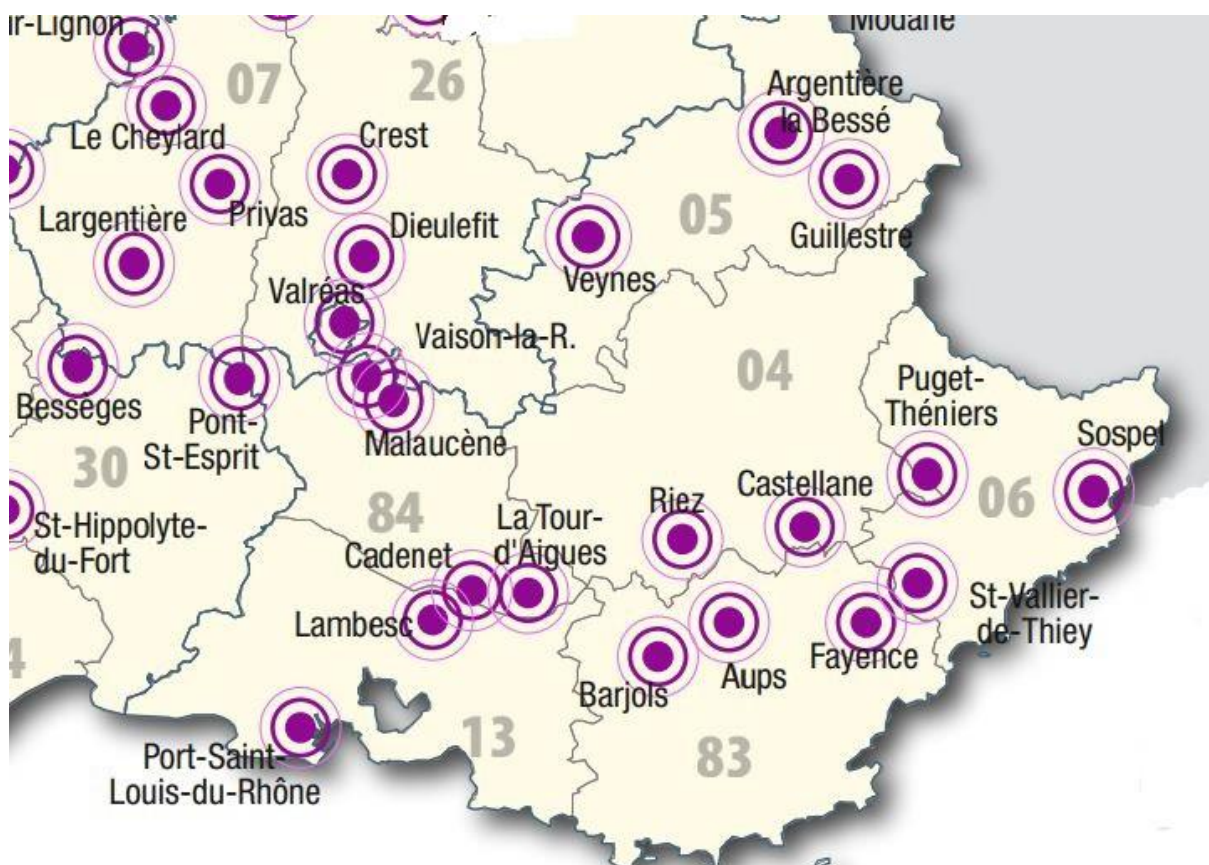 r-Lignon
Modane
07
26
Argentière
la Bessé
Le Cheylard
Crest
Largentière
Privas
Dieulefit
05
Guillestre
Veynes
Valréas
Vaison-la-R.
04
Puget-
Théniers
Bessèges
Pont-
St-Esprit
Malaucène
Sospel
30
Castellane
Riez
06
84
La Tour-
d'Aigues
St-Hippolyte-
du-Fort
Cadenet
Lambesc
St-Vallier-
de-Thiey
Fayence
Aups
Barjols
4
13
83
Port-Saint-
Louis-du-Rhône